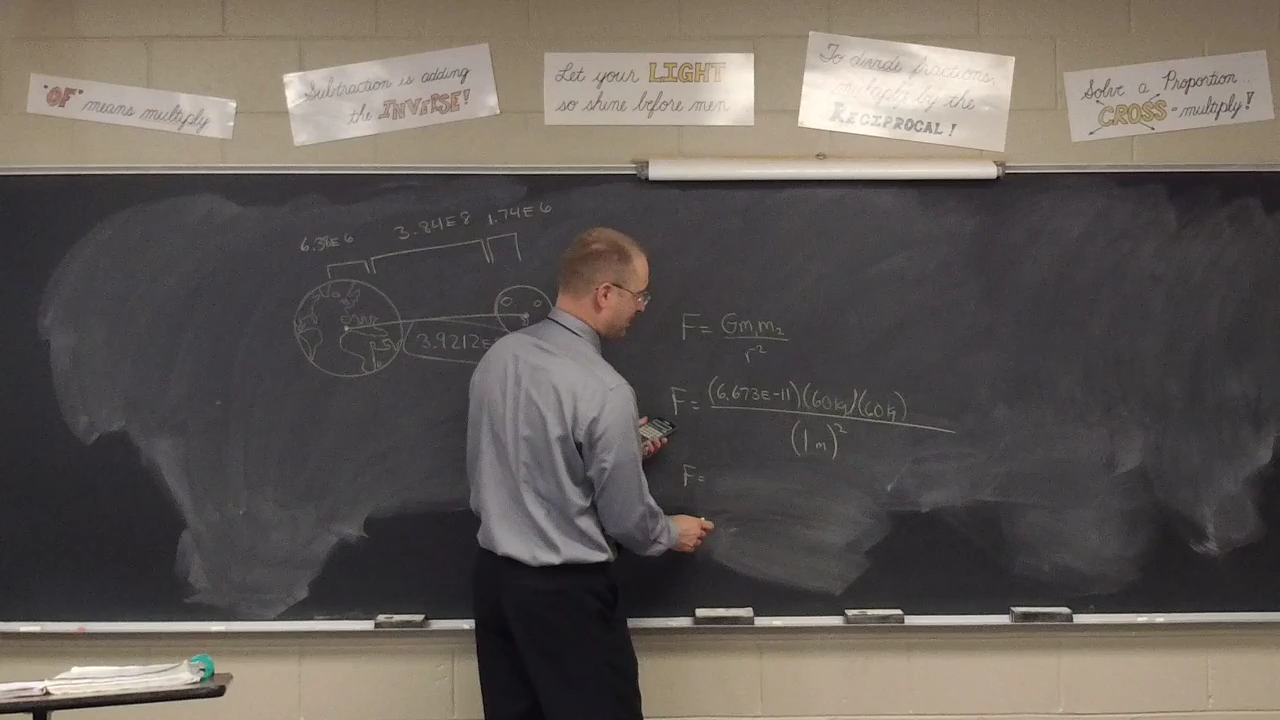 "OF" means multiply
Subtraction is adding
the INVERSE!
Let your LIGHT
so shine before men
To divide fractions,
multiply by the
RECIPROCAL!
Solve a Proportion...
CROSS-multiply!
6.38E6
3.84E8
1.74E6
3.9212E
F = Gm₁m₂
r²
F = (6.673E-11)(60kg)(60kg)
(1m)²
F=